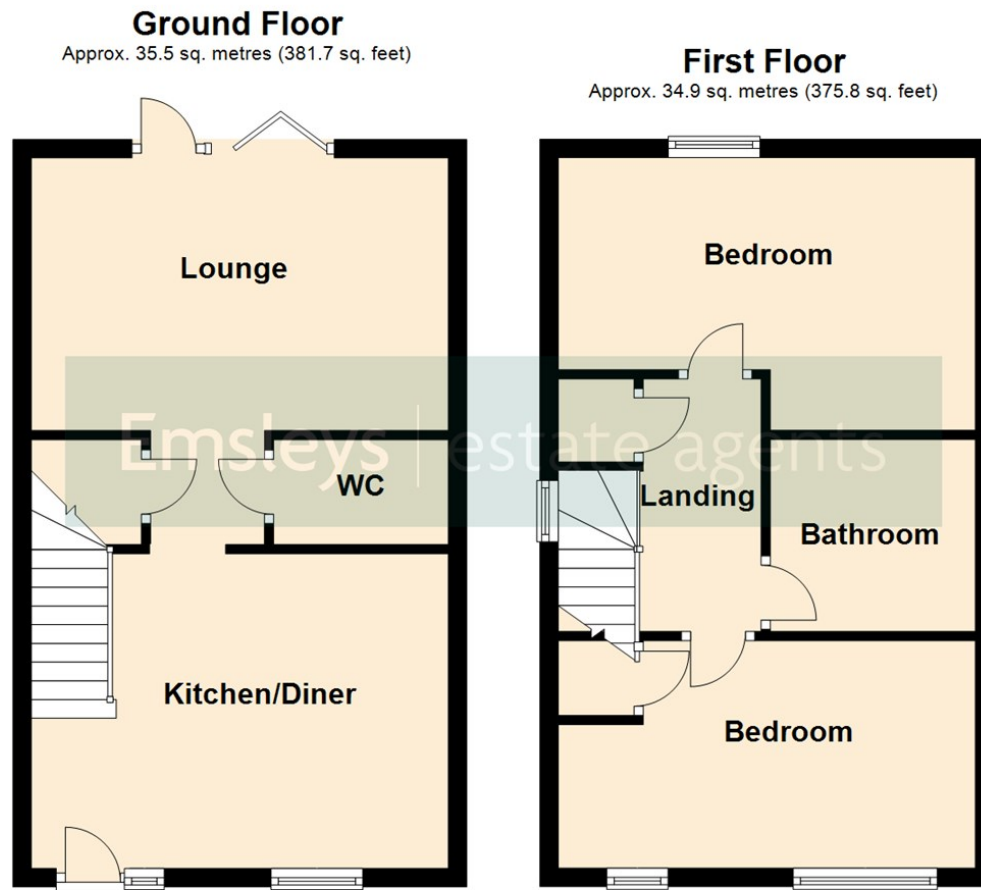 Ground Floor
Approx. 35.5 sq. metres (381.7 sq. feet)
First Floor
Approx. 34.9 sq. metres (375.8 sq. feet)
Lounge
Bedroom
Emsleys | estate agents
WC
Landing
Bathroom
Kitchen/Diner
Bedroom